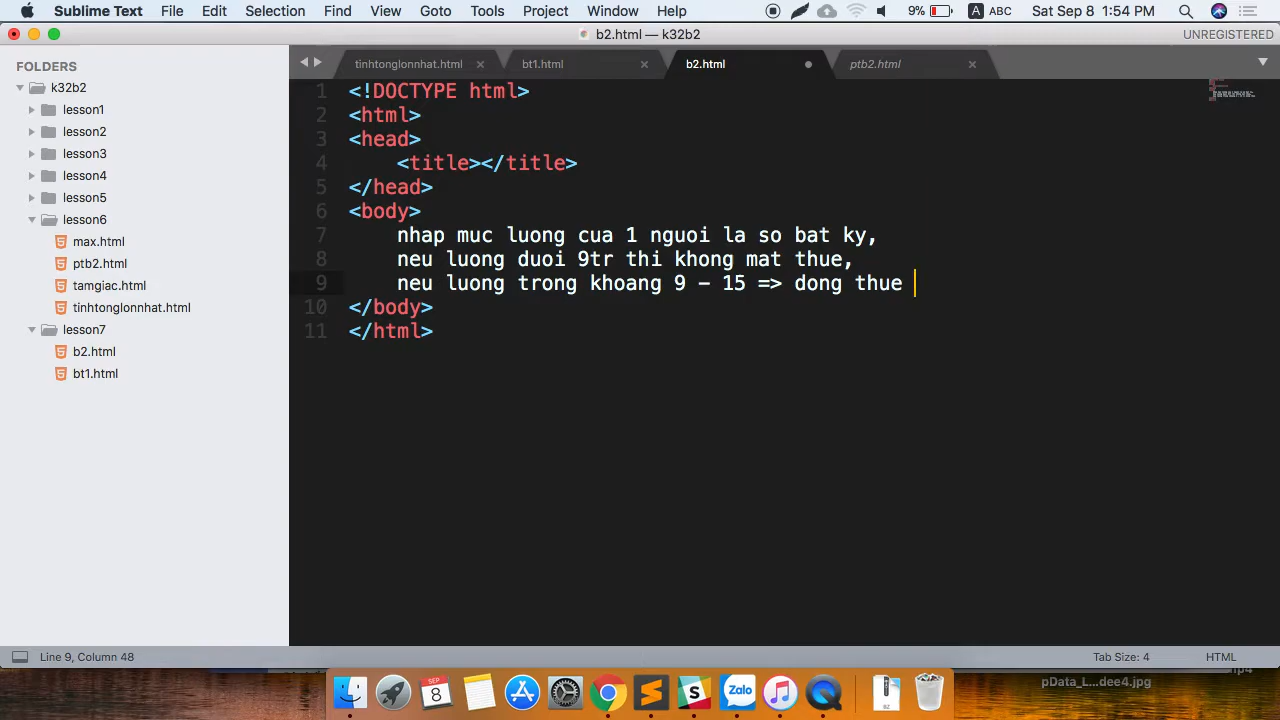 Sublime Text File Edit Selection Find View Goto Tools Project Window Help 9% A ABC Sat Sep 8 1:54 PM
b2.html — k32b2 UNREGISTERED
FOLDERS
k32b2
lesson1
lesson2
lesson3
lesson4
lesson5
lesson6
max.html
ptb2.html
tamgiac.html
tinhtonglonnhat.html
lesson7
b2.html
bt1.html
tinhtonglonnhat.html bt1.html b2.html ptb2.html
1 <!DOCTYPE html>
2 <html>
3 <head>
4 <title></title>
5 </head>
6 <body>
7 nhap muc luong cua 1 nguoi la so bat ky,
8 neu luong duoi 9tr thi khong mat thue,
9 neu luong trong khoang 9 - 15 => dong thue
10 </body>
11 </html>
Line 9, Column 48 Tab Size: 4 HTML
SEP
8
Zalo
pData_L...dee4.jpg